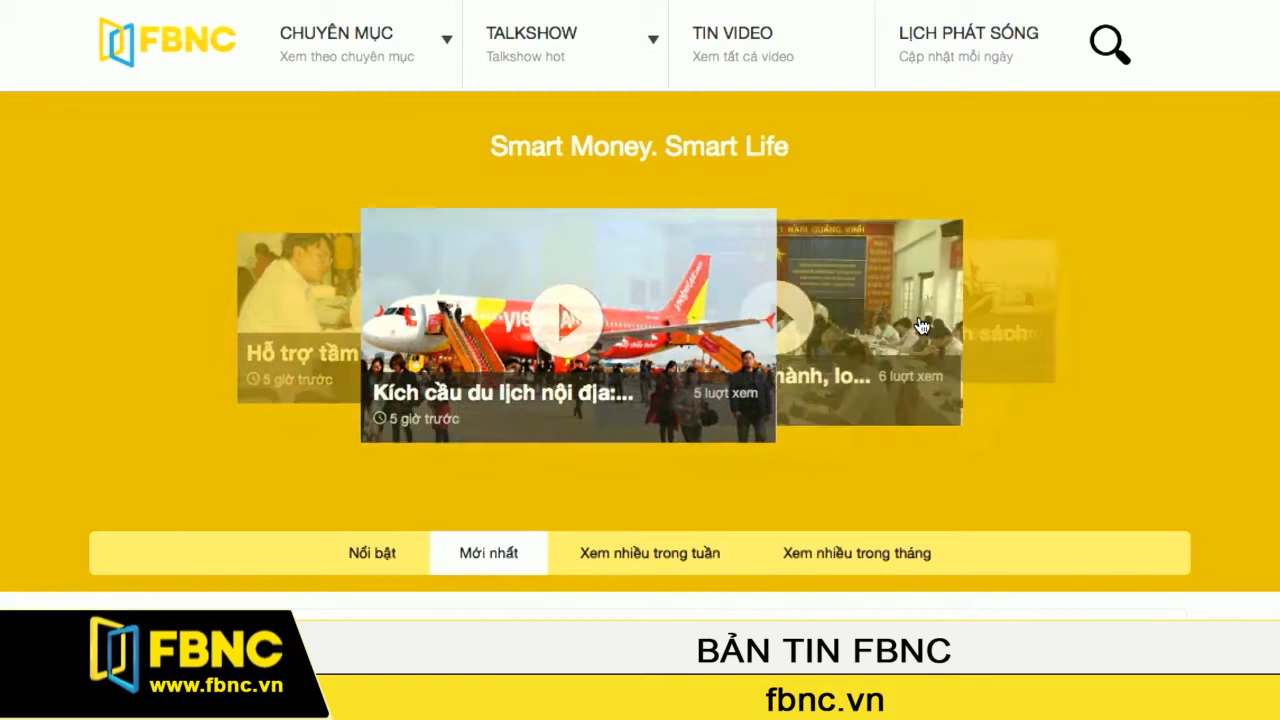 FBNC
CHUYÊN MỤC
Xem theo chuyên mục
TALKSHOW
Talkshow hot
TIN VIDEO
Xem tất cả video
LỊCH PHÁT SÓNG
Cập nhật mỗi ngày
Smart Money. Smart Life
Hỗ trợ tầm
5 giờ trước
Kích cầu du lịch nội địa:...
5 lượt xem
5 giờ trước
hành, lo...
6 lượt xem
sách
Nổi bật
Mới nhất
Xem nhiều trong tuần
Xem nhiều trong tháng
FBNC
www.fbnc.vn
BẢN TIN FBNC
fbnc.vn